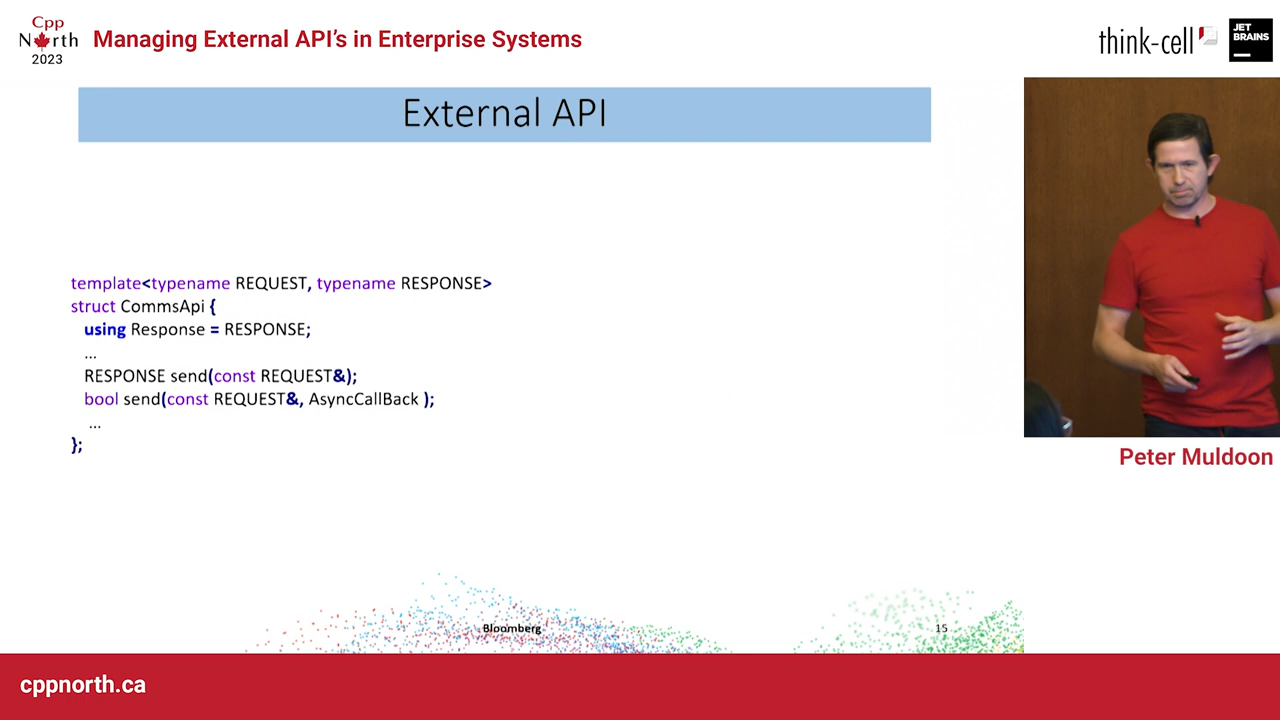 Cpp
North
2023
Managing External API's in Enterprise Systems
think-cell
JET
BRAINS
External API
template<typename REQUEST, typename RESPONSE>
struct CommsApi {
using Response = RESPONSE;
...
RESPONSE send(const REQUEST&);
bool send(const REQUEST&, AsyncCallBack );
...
};
Peter Muldoon
Bloomberg
15
cppnorth.ca